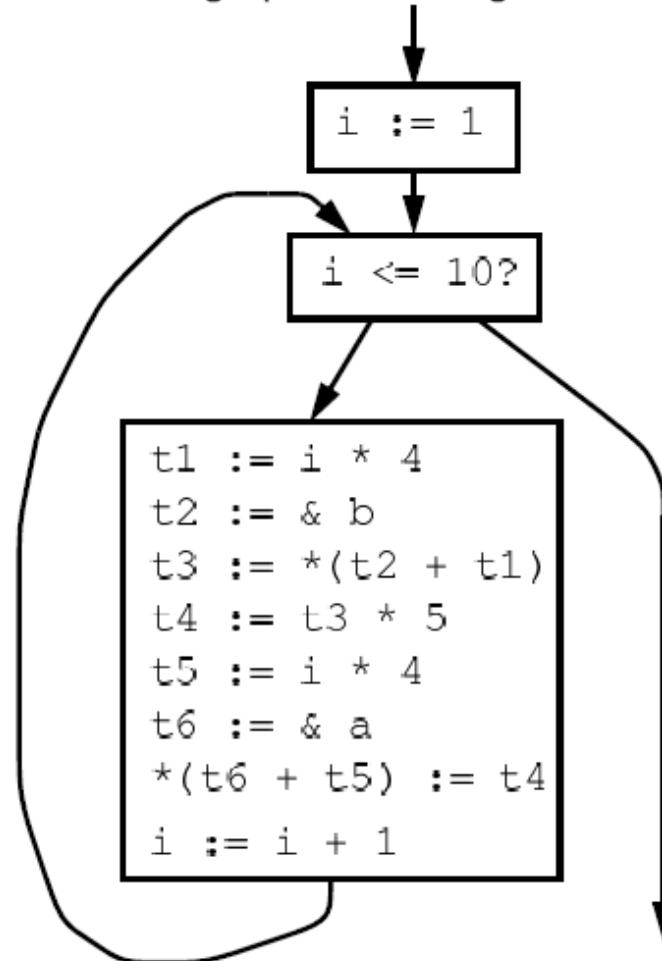 i := 1
i <= 10?
t1 := i * 4
t2 := & b
t3 := *(t2 + t1)
t4 := t3 * 5
t5 := i * 4
t6 := & a
*(t6 + t5) := t4
i := i + 1